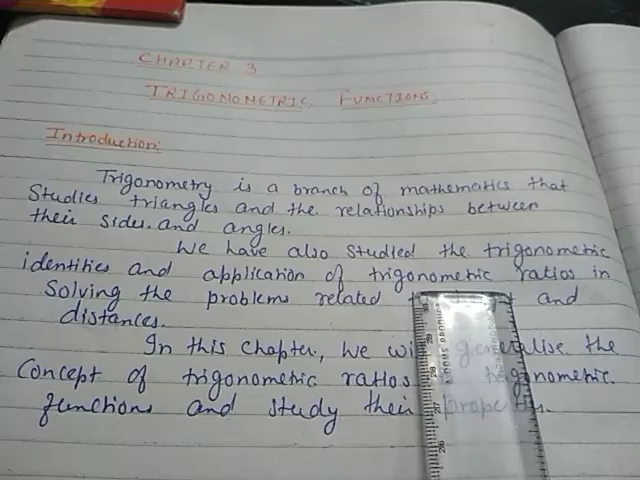 CHAPTER 3
TRIGONOMETRIC FUNCTIONS
Introduction:
Trigonometry is a branch of mathematics that
Studies triangles and the relationships between
their sides. and angles.
We have also studied the trigonometric
identities and application of trigonometric ratios in
Solving the problems related and
distances.
In this Chapter, We will generalise the
Concept of trigonometric ratios trigonometric
functions and study their properties.